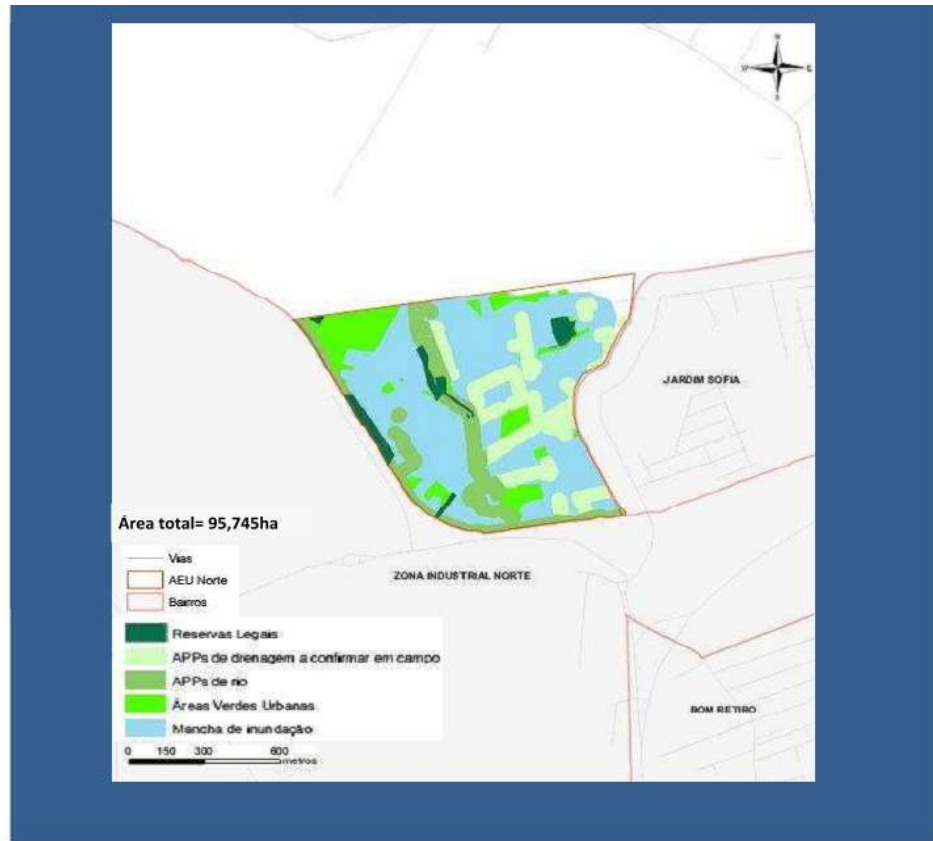 N
W
E
S
JARDIM SOFIA
Área total= 95,745ha
Vias
AEU Norte
Bairros
ZONA INDUSTRIAL NORTE
Reservas Legais
APPs de drenagem a confirmar em campo
APPs de rio
Áreas Verdes Urbanas
Mancha de inundação
BOM RETIRO
0 150 300 600
metros